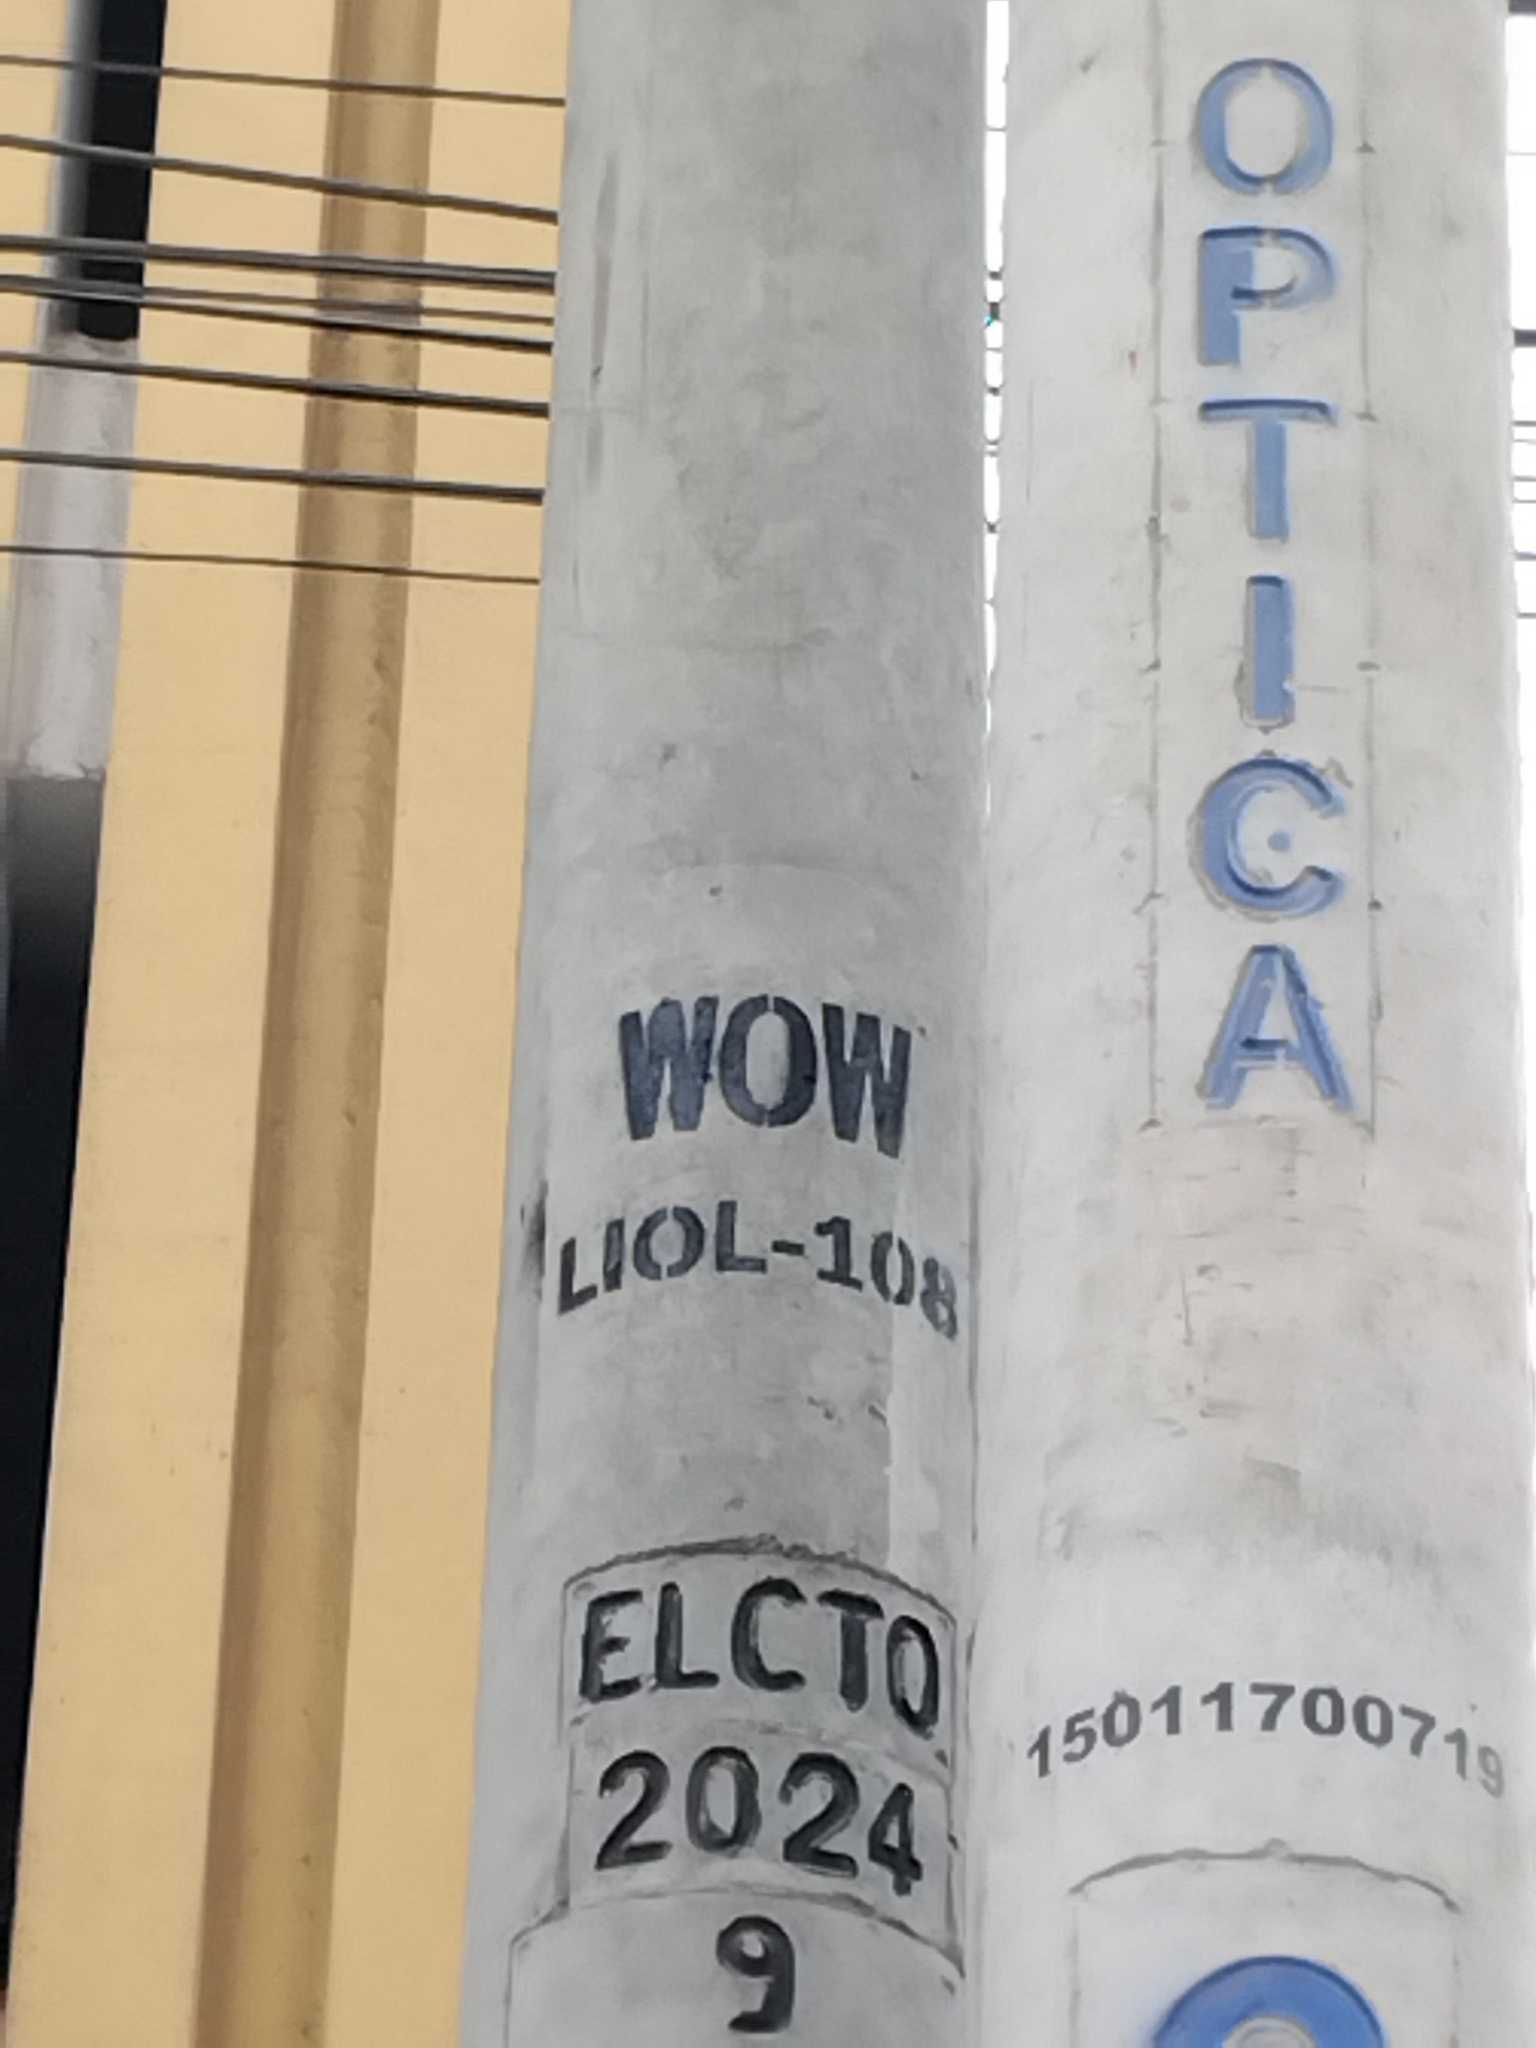 WOW
LIOL-108
ELCTO
2024
9
OPTICA
15011700719